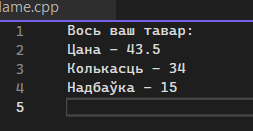 lame.cpp
1 Вось ваш тавар:
2 Цана – 43.5
3 Колькасць – 34
4 Надбаўка – 15
5